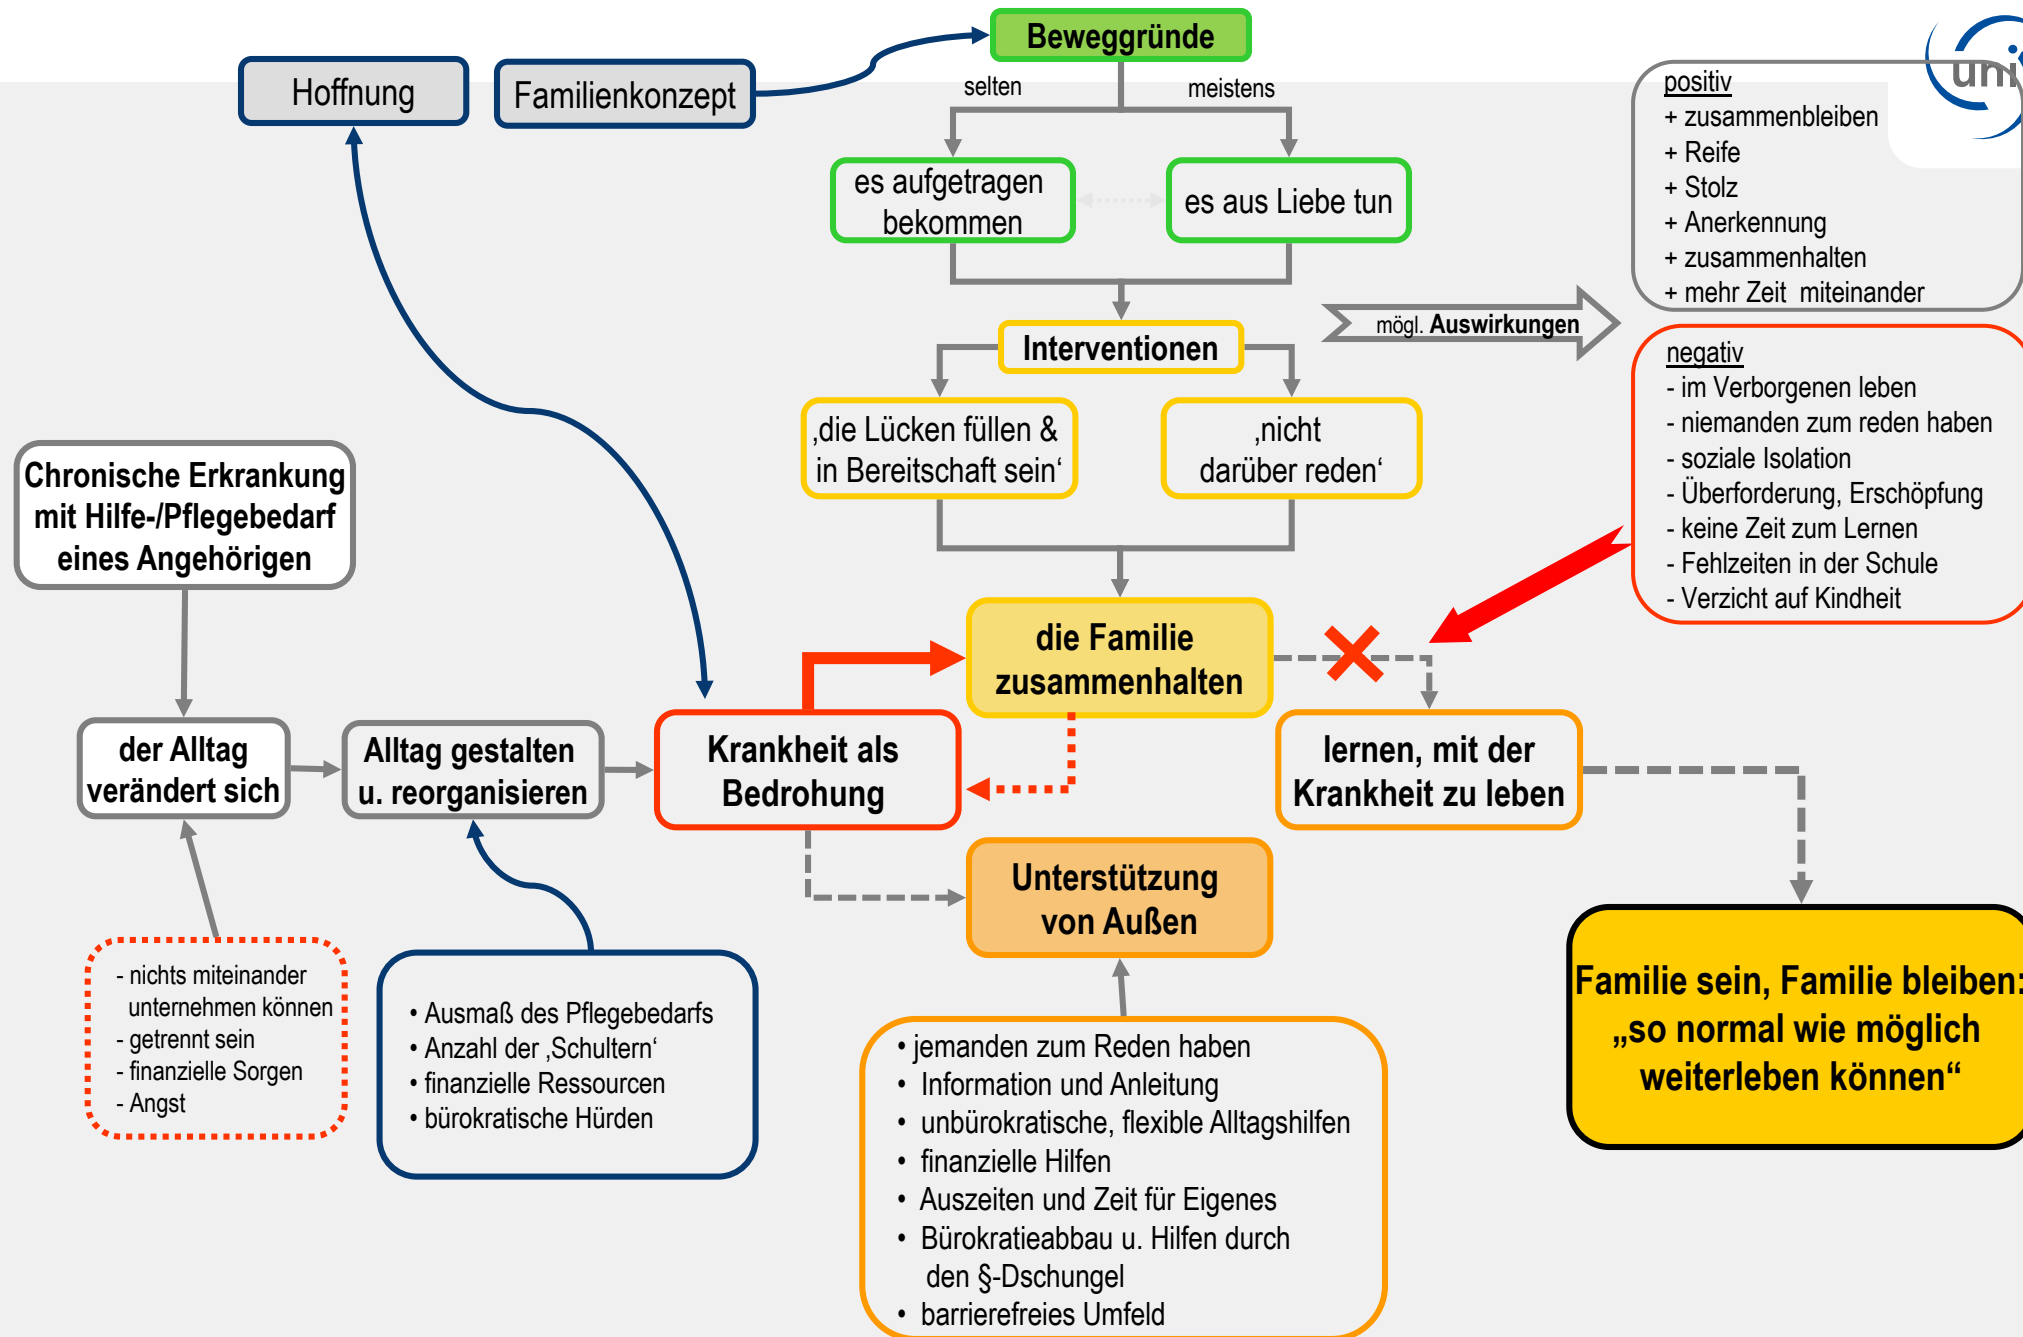 Beweggründe
Hoffnung
Familienkonzept
selten
meistens
es aufgetragen
bekommen
es aus Liebe tun
uni
positiv
+ zusammenbleiben
+ Reife
+ Stolz
+ Anerkennung
+ zusammenhalten
+ mehr Zeit  miteinander
mögl. Auswirkungen
Interventionen
‚die Lücken füllen &
in Bereitschaft sein‘
‚nicht
darüber reden‘
negativ
- im Verborgenen leben
- niemanden zum reden haben
- soziale Isolation
- Überforderung, Erschöpfung
- keine Zeit zum Lernen
- Fehlzeiten in der Schule
- Verzicht auf Kindheit
Chronische Erkrankung
mit Hilfe-/Pflegebedarf
eines Angehörigen
die Familie
zusammenhalten
der Alltag
verändert sich
Alltag gestalten
u. reorganisieren
Krankheit als
Bedrohung
lernen, mit der
Krankheit zu leben
Unterstützung
von Außen
- nichts miteinander
unternehmen können
- getrennt sein
- finanzielle Sorgen
- Angst
• Ausmaß des Pflegebedarfs
• Anzahl der ‚Schultern‘
• finanzielle Ressourcen
• bürokratische Hürden
• jemanden zum Reden haben
• Information und Anleitung
• unbürokratische, flexible Alltagshilfen
• finanzielle Hilfen
• Auszeiten und Zeit für Eigenes
• Bürokratieabbau u. Hilfen durch
den §-Dschungel
• barrierefreies Umfeld
Familie sein, Familie bleiben:
„so normal wie möglich
weiterleben können“